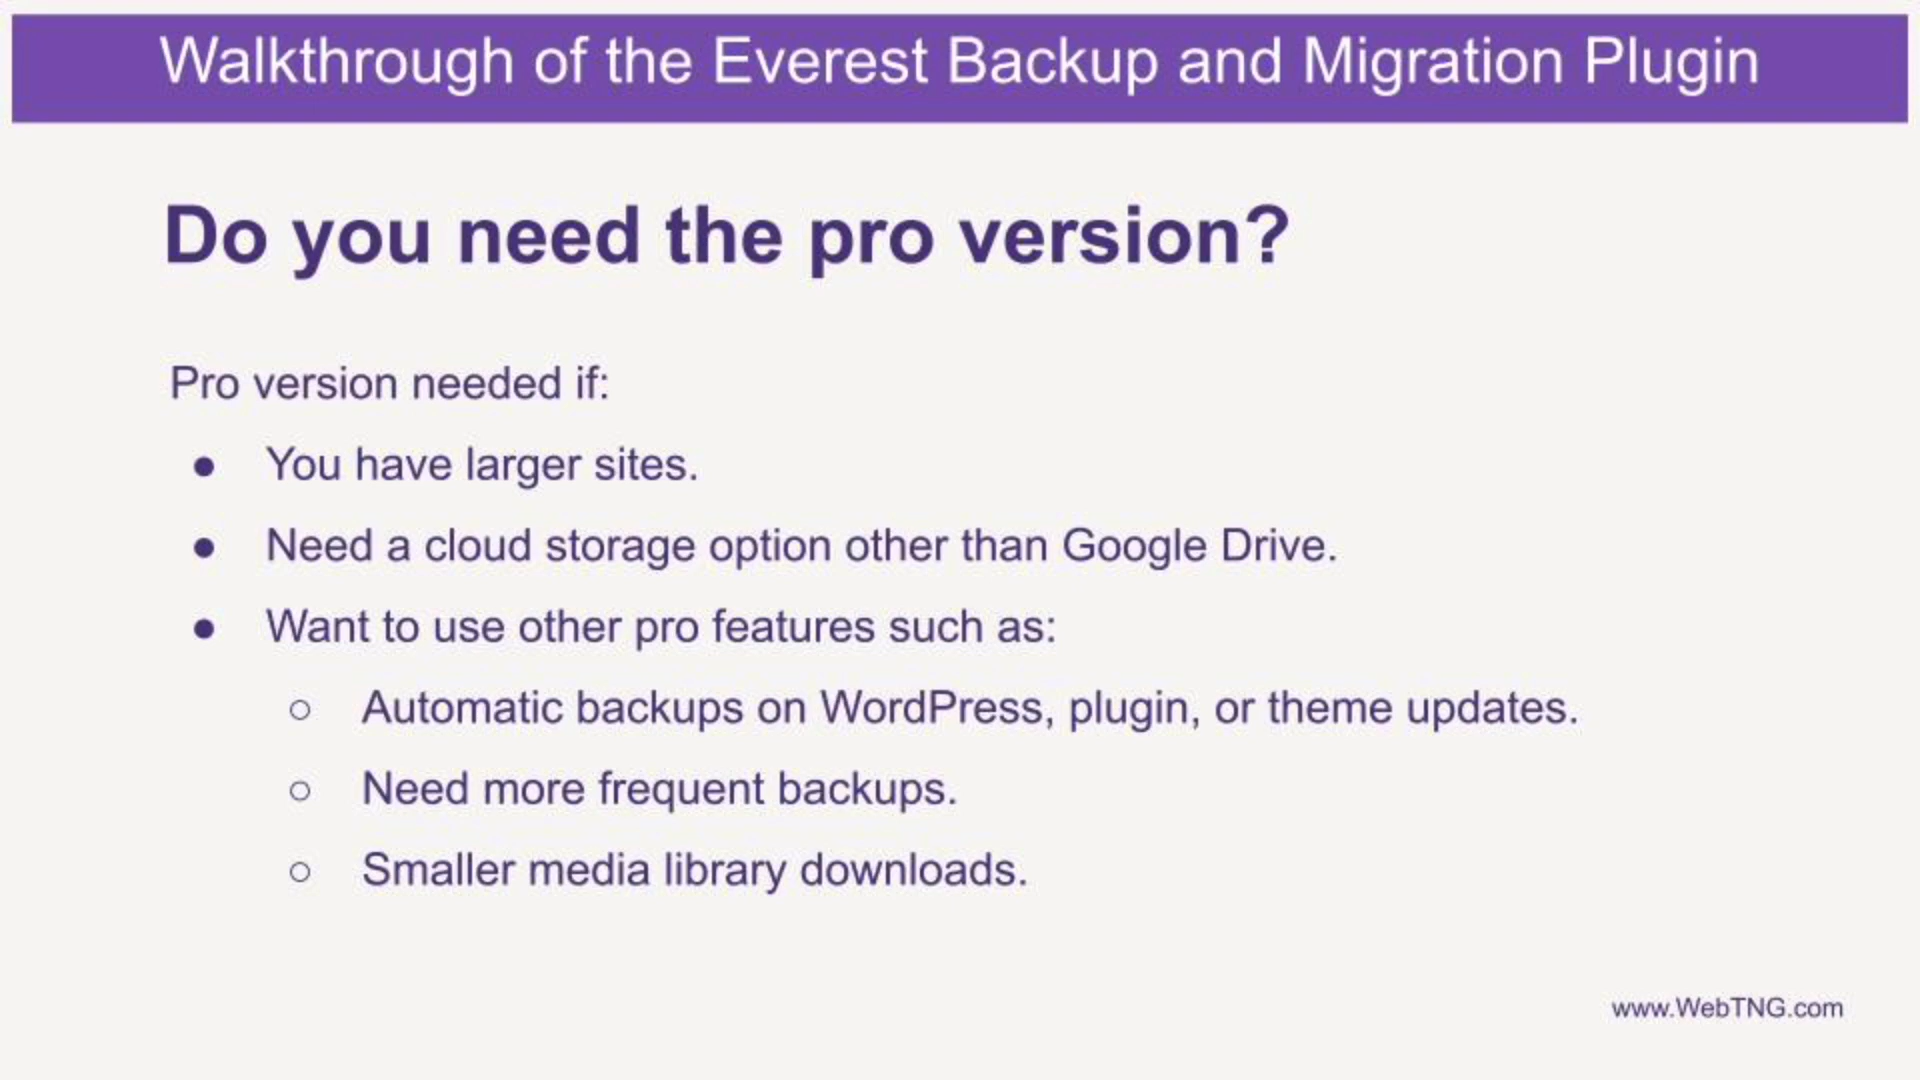 Walkthrough of the Everest Backup and Migration Plugin
Do you need the pro version?
Pro version needed if:
● You have larger sites.
● Need a cloud storage option other than Google Drive.
● Want to use other pro features such as:
○ Automatic backups on WordPress, plugin, or theme updates.
○ Need more frequent backups.
○ Smaller media library downloads.
www.WebTNG.com